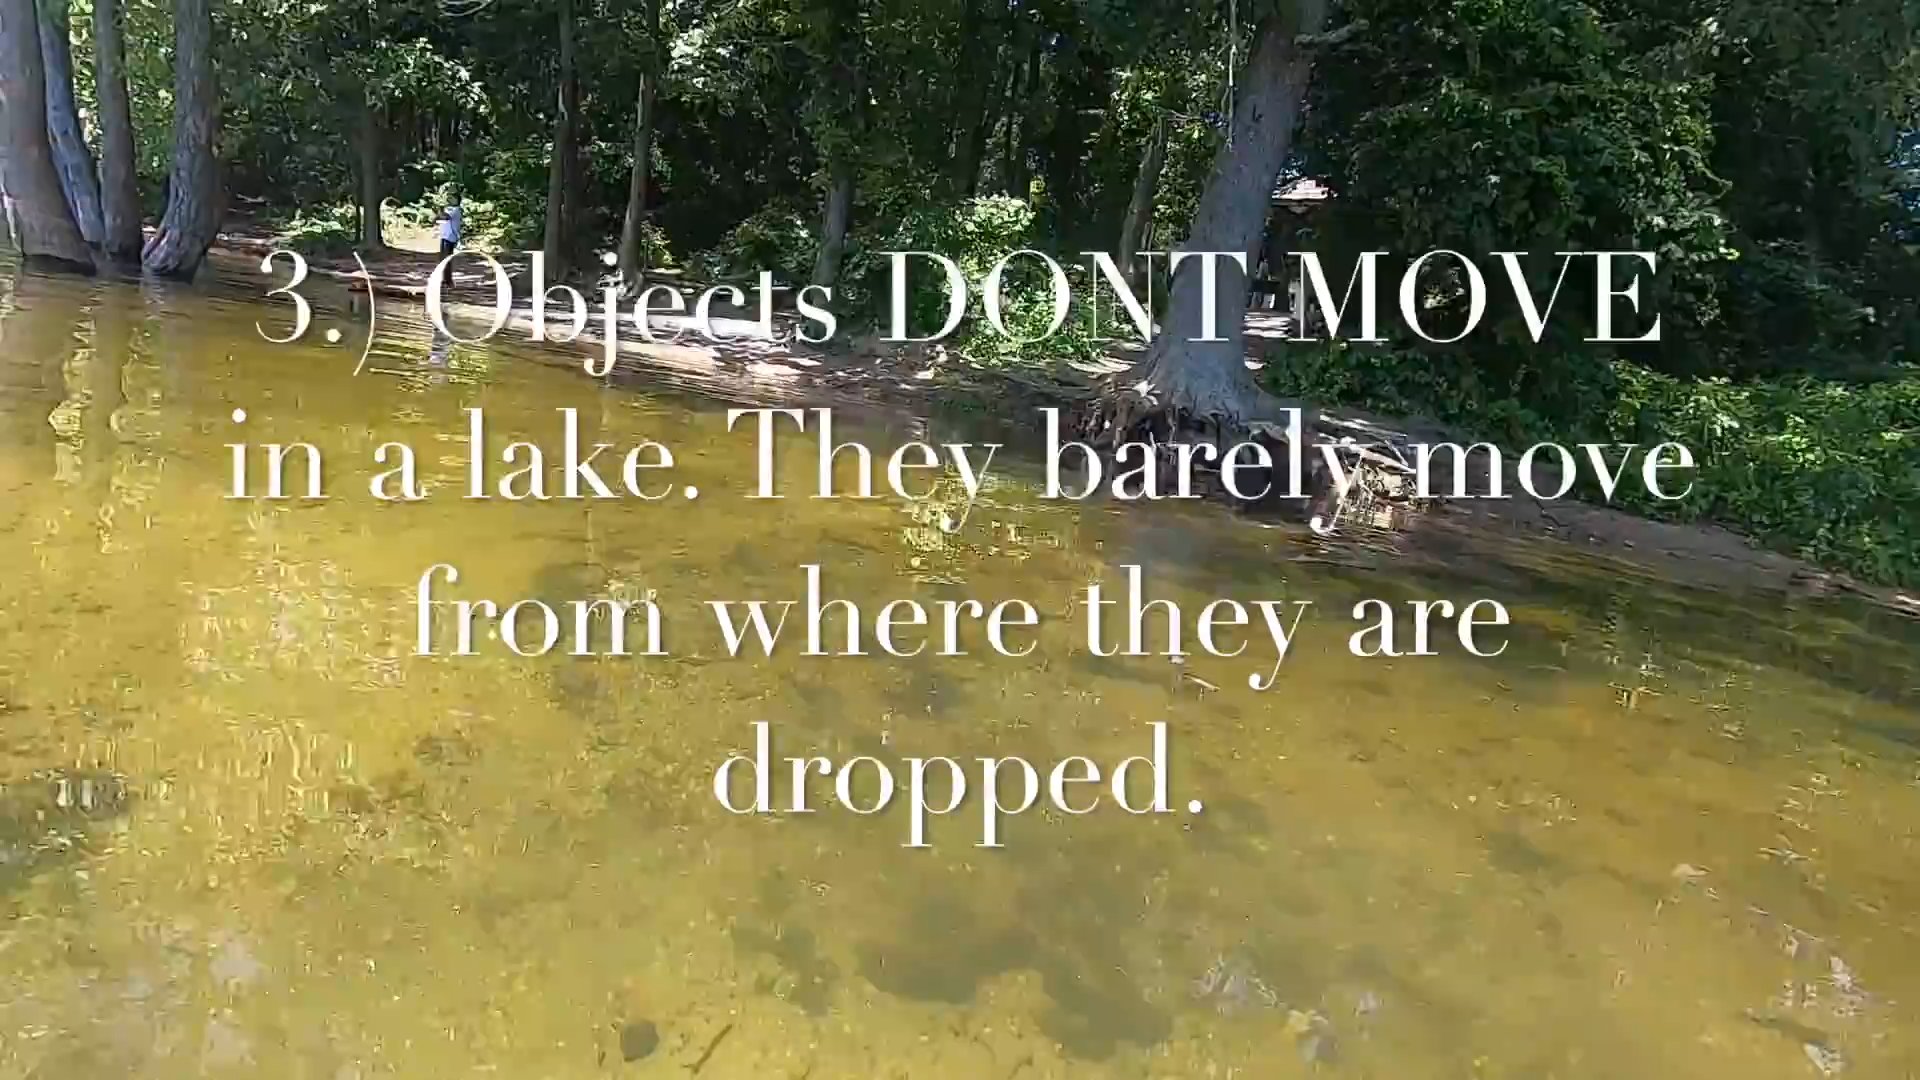 3.) Objects DONT MOVE
in a lake. They barely move
from where they are
dropped.